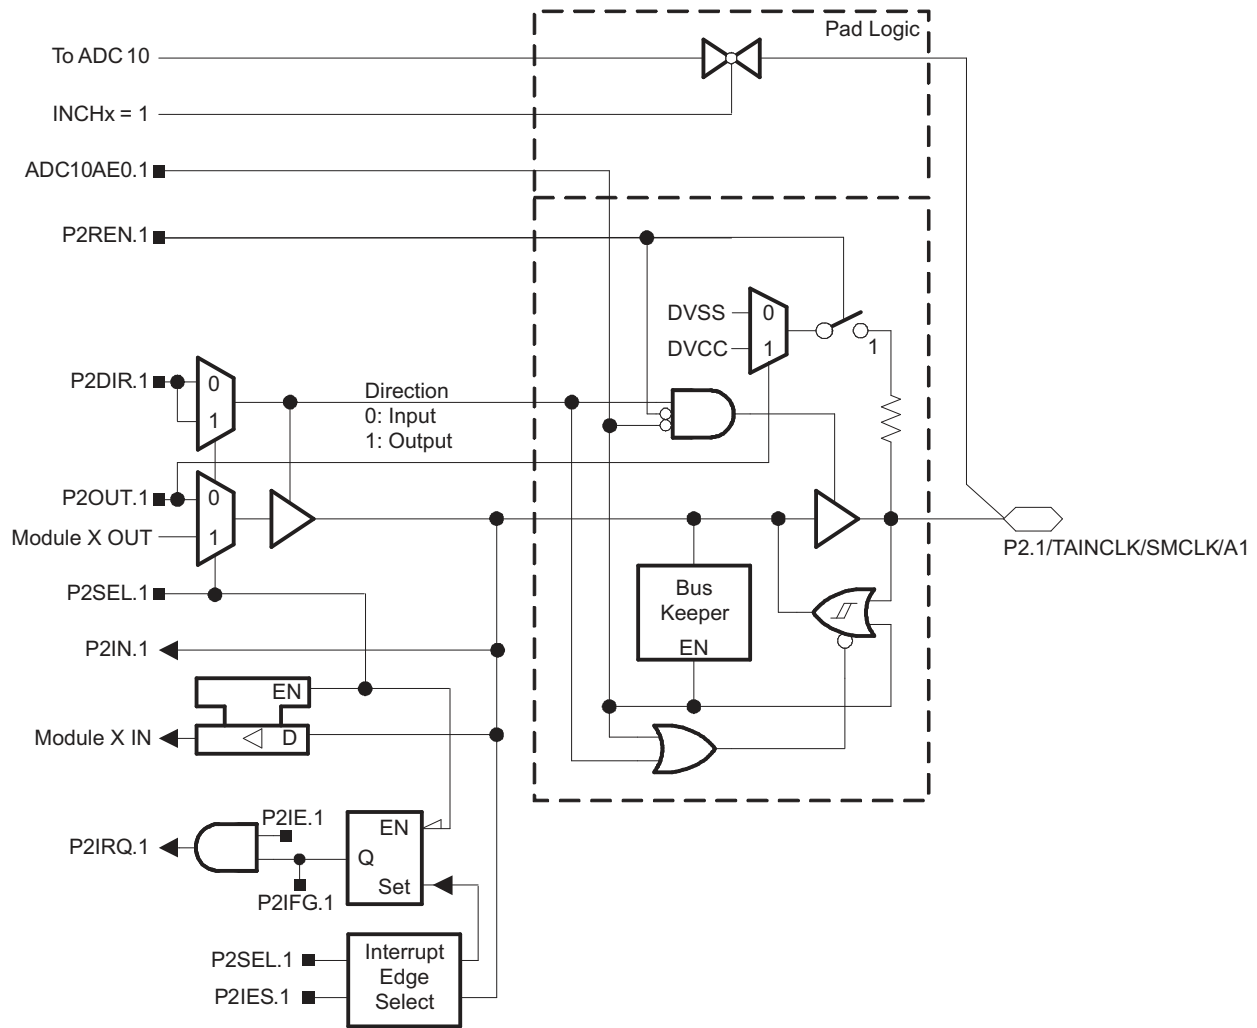 Pad Logic
To ADC 10
INCHx = 1
ADC10AE0.1
P2REN.1
DVSS
0
DVCC
1
1
P2DIR.1
0
1
Direction
0: Input
1: Output
P2OUT.1
0
Module X OUT
1
P2.1/TAINCLK/SMCLK/A1
P2SEL.1
Bus
Keeper
EN
P2IN.1
EN
Module X IN
D
P2IE.1
EN
P2IRQ.1
Q
Set
P2IFG.1
P2SEL.1
P2IES.1
Interrupt
Edge
Select